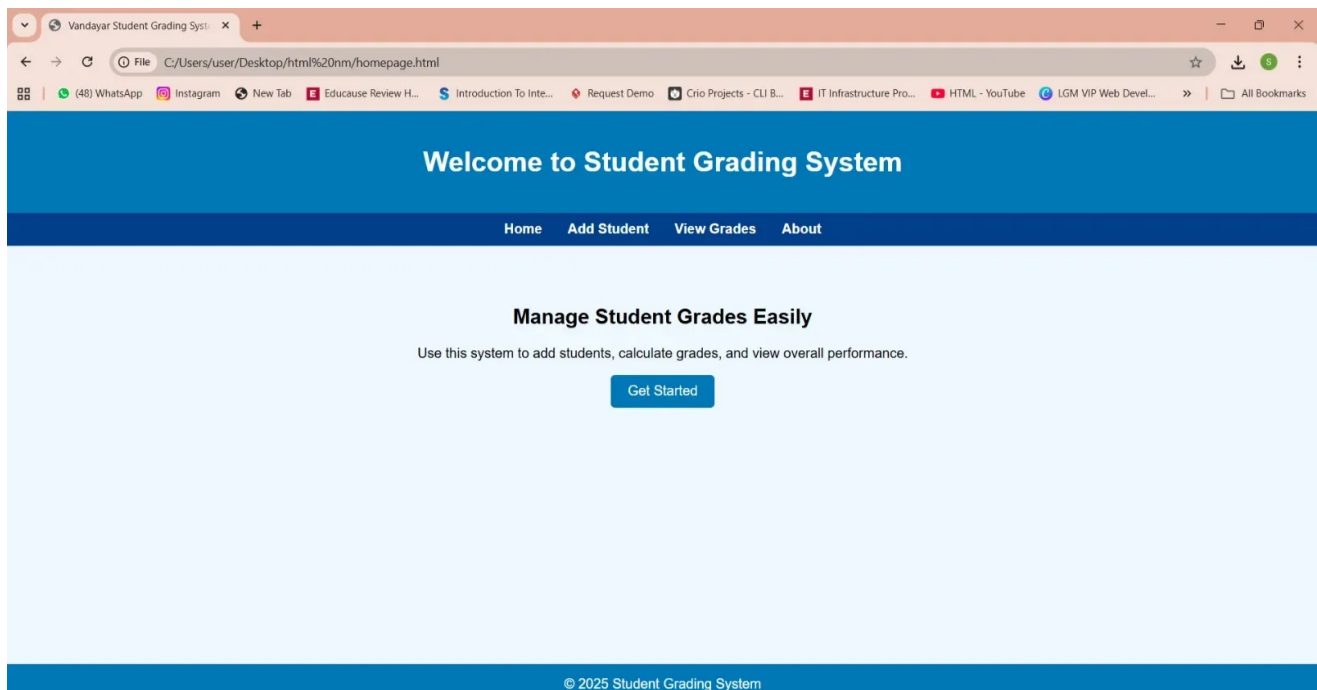 Vandayar Student Grading Syst
File C:/Users/user/Desktop/html%20nm/homepage.html S
(48) WhatsApp Instagram New Tab Educause Review H... Introduction To Inte... Request Demo Crio Projects - CLI B... IT Infrastructure Pro... HTML - YouTube LGM VIP Web Devel... » All Bookmarks
Welcome to Student Grading System
Home Add Student View Grades About
Manage Student Grades Easily
Use this system to add students, calculate grades, and view overall performance.
Get Started
© 2025 Student Grading System